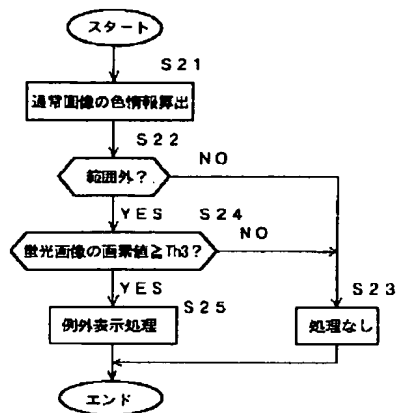 スタート
S21
通常画像の色情報算出
S22
範囲外?
NO
YES
S24
蛍光画像の画素値≧Th3?
NO
YES
S25
S23
例外表示処理
処理なし
エンド